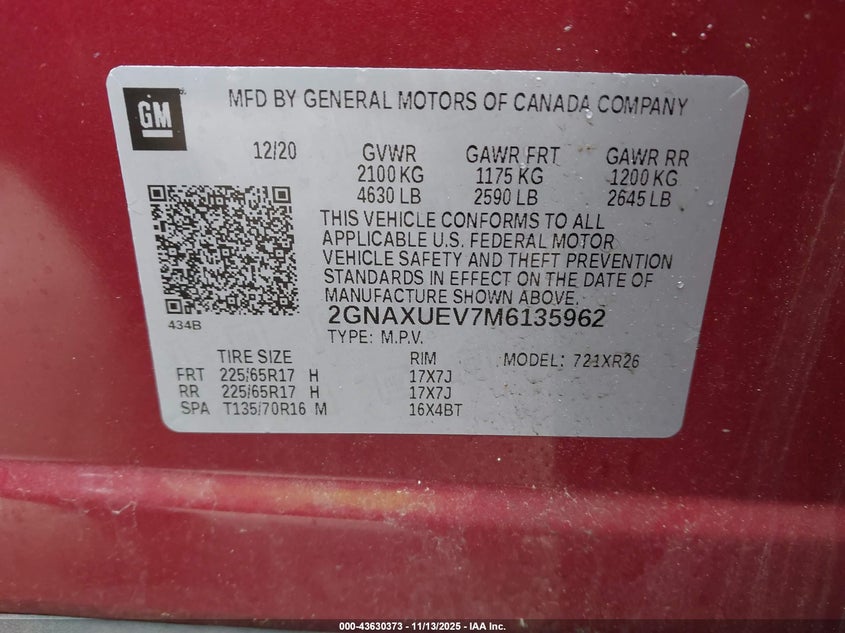 GM
MFD BY GENERAL MOTORS OF CANADA COMPANY
12/20 GVWR GAWR FRT GAWR RR
2100 KG 1175 KG 1200 KG
4630 LB 2590 LB 2645 LB
THIS VEHICLE CONFORMS TO ALL
APPLICABLE U.S. FEDERAL MOTOR
VEHICLE SAFETY AND THEFT PREVENTION
STANDARDS IN EFFECT ON THE DATE OF
MANUFACTURE SHOWN ABOVE.
434B 2GNAXUEV7M6135962
TYPE: M.P.V.
TIRE SIZE RIM MODEL: 721XR26
FRT 225/65R17 H 17X7J
RR 225/65R17 H 17X7J
SPA T135/70R16 M 16X4BT
000-43630373 - 11/13/2025 - IAA Inc.